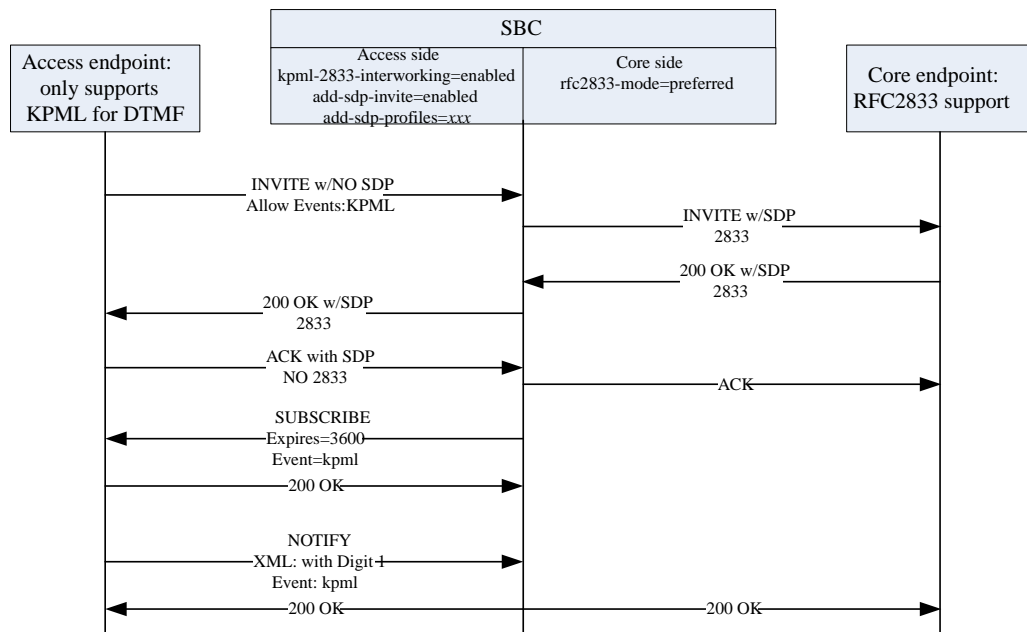 SBC
Access endpoint:
only supports
KPML for DTMF
Access side
kpml-2833-interworking=enabled
add-sdp-invite=enabled
add-sdp-profiles=xxx
Core side
rfc2833-mode=preferred
Core endpoint:
RFC2833 support
INVITE w/NO SDP
Allow Events:KPML
INVITE w/SDP
2833
200 OK w/SDP
2833
200 OK w/SDP
2833
ACK with SDP
NO 2833
ACK
SUBSCRIBE
Expires=3600
Event=kpml
200 OK
NOTIFY
XML: with Digit 1
Event: kpml
200 OK
200 OK